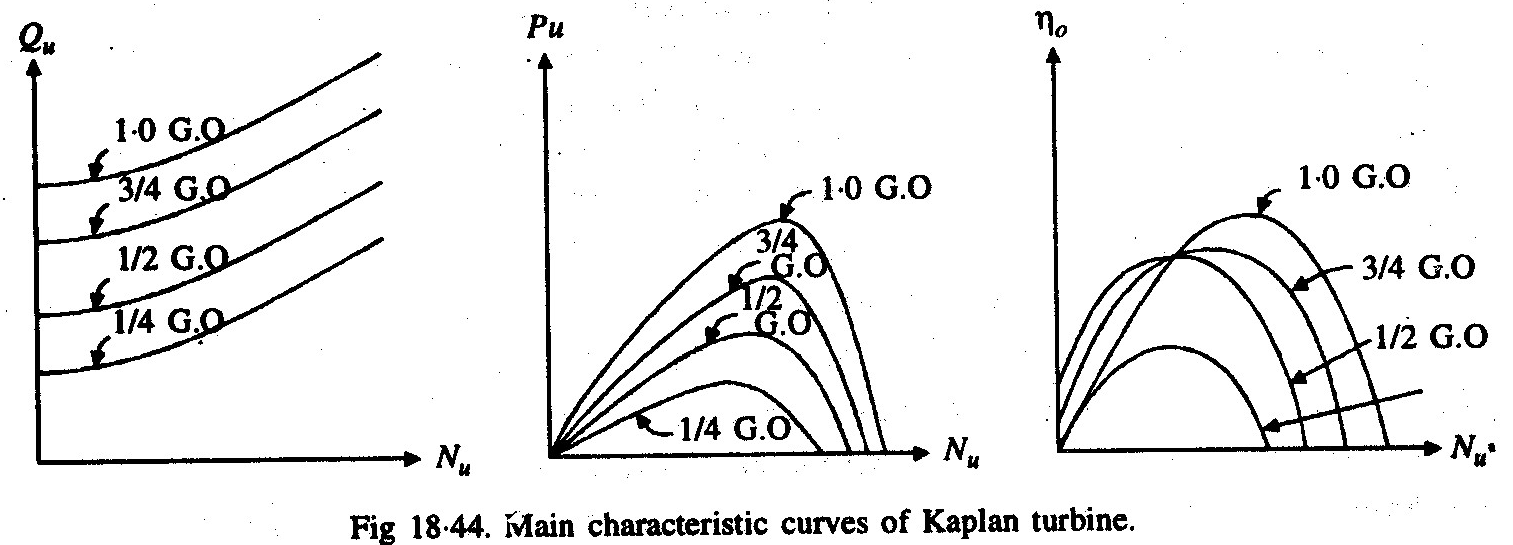 Qu
1·0 G.O
3/4 G.O
1/2 G.O
1/4 G.O
Nu
Pu
1·0 G.O
3/4
G.O
1/2
G.O
1/4 G.O
Nu
ηo
1·0 G.O
3/4 G.O
1/2 G.O
Nu
Fig 18·44. Main characteristic curves of Kaplan turbine.